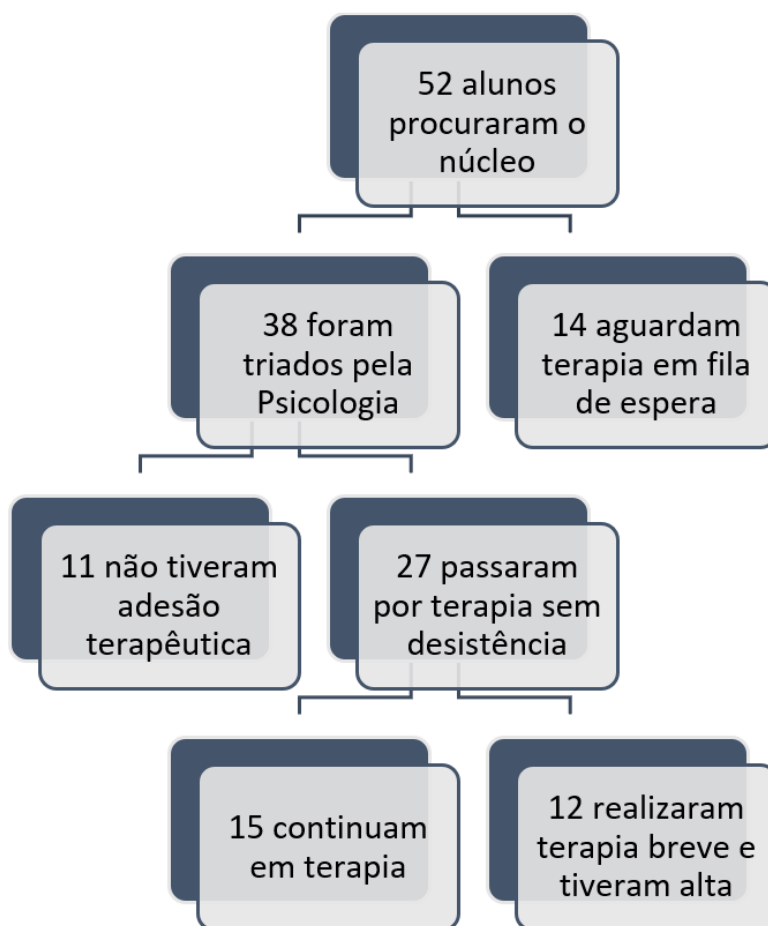 52 alunos
procuraram o
núcleo
38 foram
triados pela
Psicologia
14 aguardam
terapia em fila
de espera
11 não tiveram
adesão
terapêutica
27 passaram
por terapia sem
desistência
15 continuam
em terapia
12 realizaram
terapia breve e
tiveram alta